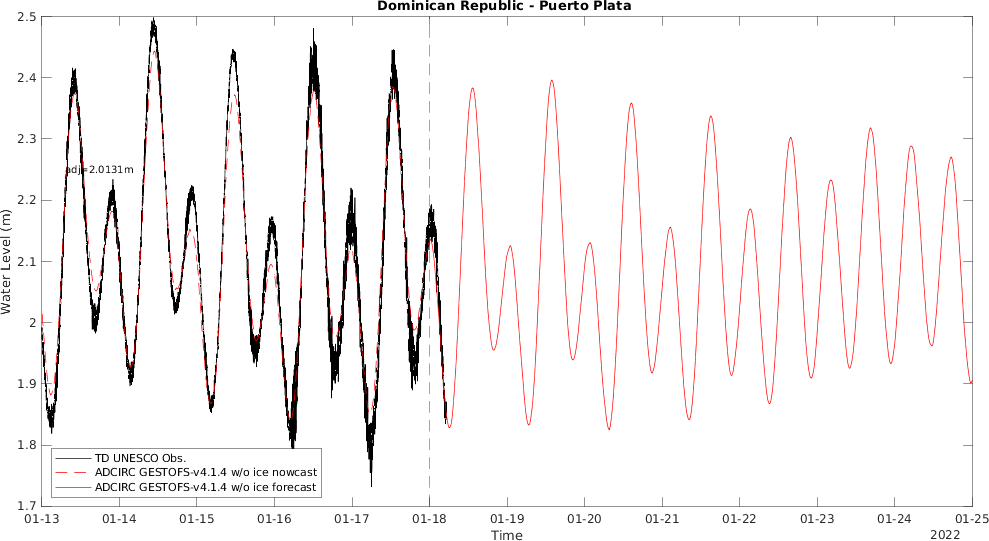 Dominican Republic - Puerto Plata
2.5
2.4
2.3
2.2
2.1
2
1.9
1.8
1.7
Water Level (m)
adj=2.0131m
TD UNESCO Obs.
ADCIRC GESTOFS-v4.1.4 w/o ice nowcast
ADCIRC GESTOFS-v4.1.4 w/o ice forecast
01-13 01-14 01-15 01-16 01-17 01-18 01-19 01-20 01-21 01-22 01-23 01-24 01-25
Time
2022